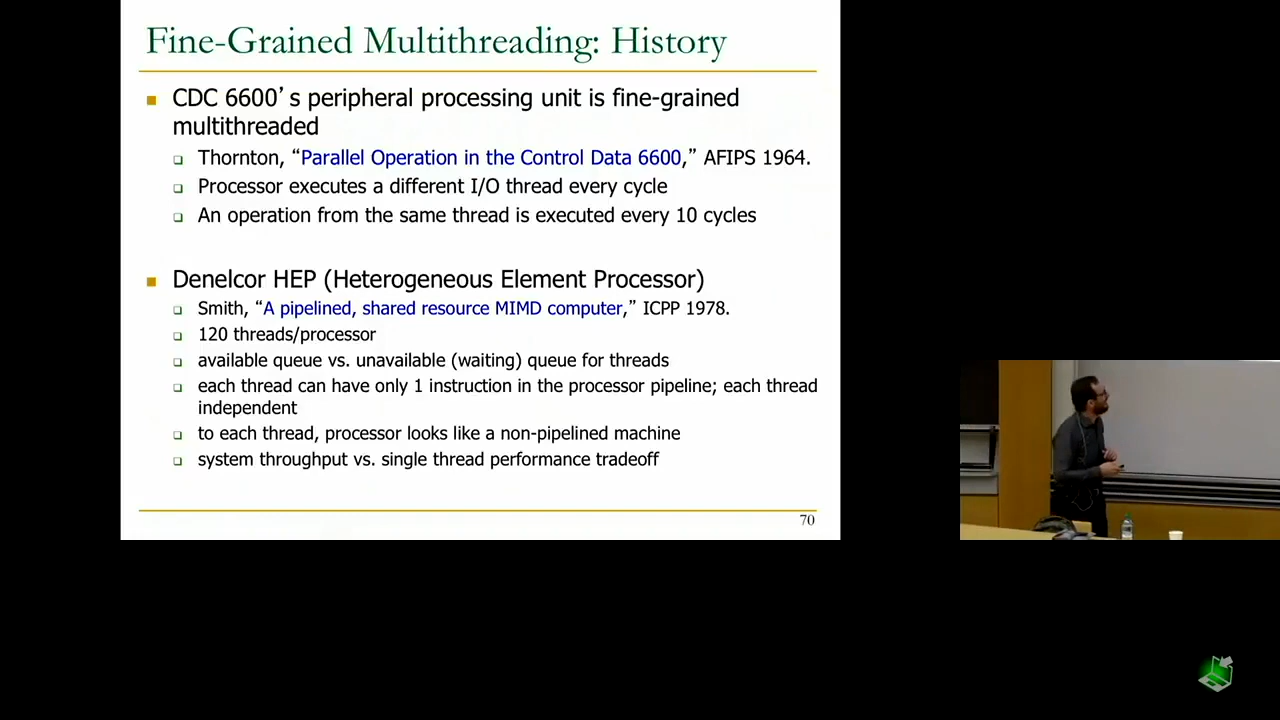 Fine-Grained Multithreading: History
CDC 6600’s peripheral processing unit is fine-grained
multithreaded
Thornton, “Parallel Operation in the Control Data 6600,” AFIPS 1964.
Processor executes a different I/O thread every cycle
An operation from the same thread is executed every 10 cycles
Denelcor HEP (Heterogeneous Element Processor)
Smith, “A pipelined, shared resource MIMD computer,” ICPP 1978.
120 threads/processor
available queue vs. unavailable (waiting) queue for threads
each thread can have only 1 instruction in the processor pipeline; each thread
independent
to each thread, processor looks like a non-pipelined machine
system throughput vs. single thread performance tradeoff
70